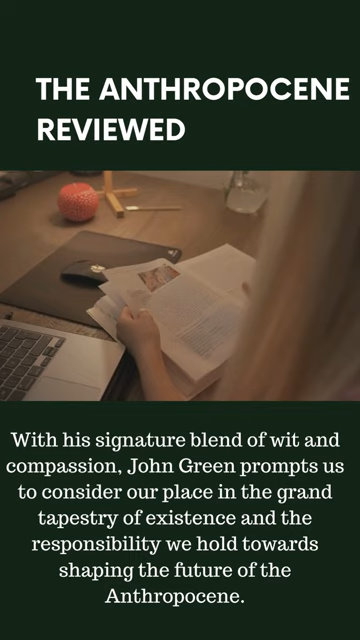 THE ANTHROPOCENE
REVIEWED
With his signature blend of wit and
compassion, John Green prompts us
to consider our place in the grand
tapestry of existence and the
responsibility we hold towards
shaping the future of the
Anthropocene.